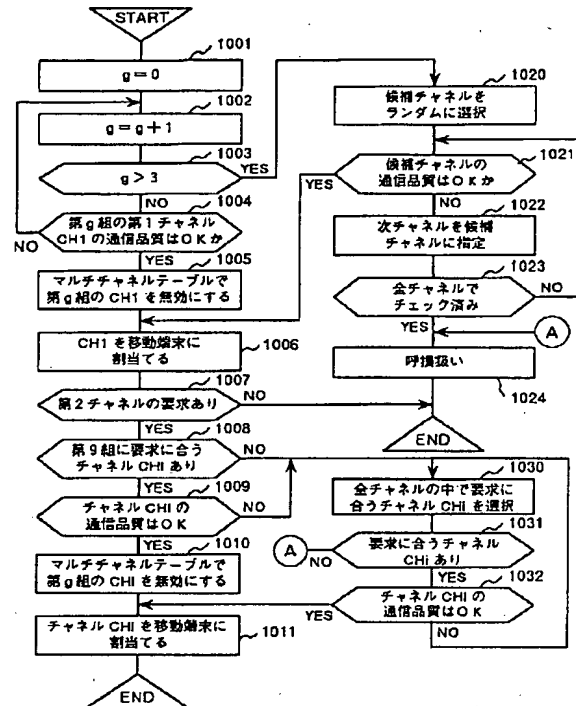 START
1001
g=0
1002
g=g+1
1003
g>3
YES
NO
1004
第g組の第1チャネル
CH1の通信品質はOKか
NO
YES
1005
マルチチャネルテーブルで
第g組のCH1を無効にする
CH1を移動端末に
割当てる
1006
1007
第2チャネルの要求あり
NO
YES
1008
第9組に要求に合う
チャネルCHIあり
NO
YES
1009
チャネルCHIの
通信品質はOK
NO
YES
1010
マルチチャネルテーブルで
第g組のCHIを無効にする
チャネルCHIを移動端末に
割当てる
1011
END
1020
候補チャネルを
ランダムに選択
1021
候補チャネルの
通信品質はOKか
YES
NO
1022
次チャネルを候補
チャネルに指定
1023
全チャネルで
チェック済み
NO
YES
A
呼損扱い
1024
END
1030
全チャネルの中で要求に
合うチャネルCHiを選択
1031
要求に合うチャネル
CHiあり
A
NO
YES
1032
チャネルCHIの
通信品質はOK
YES
NO